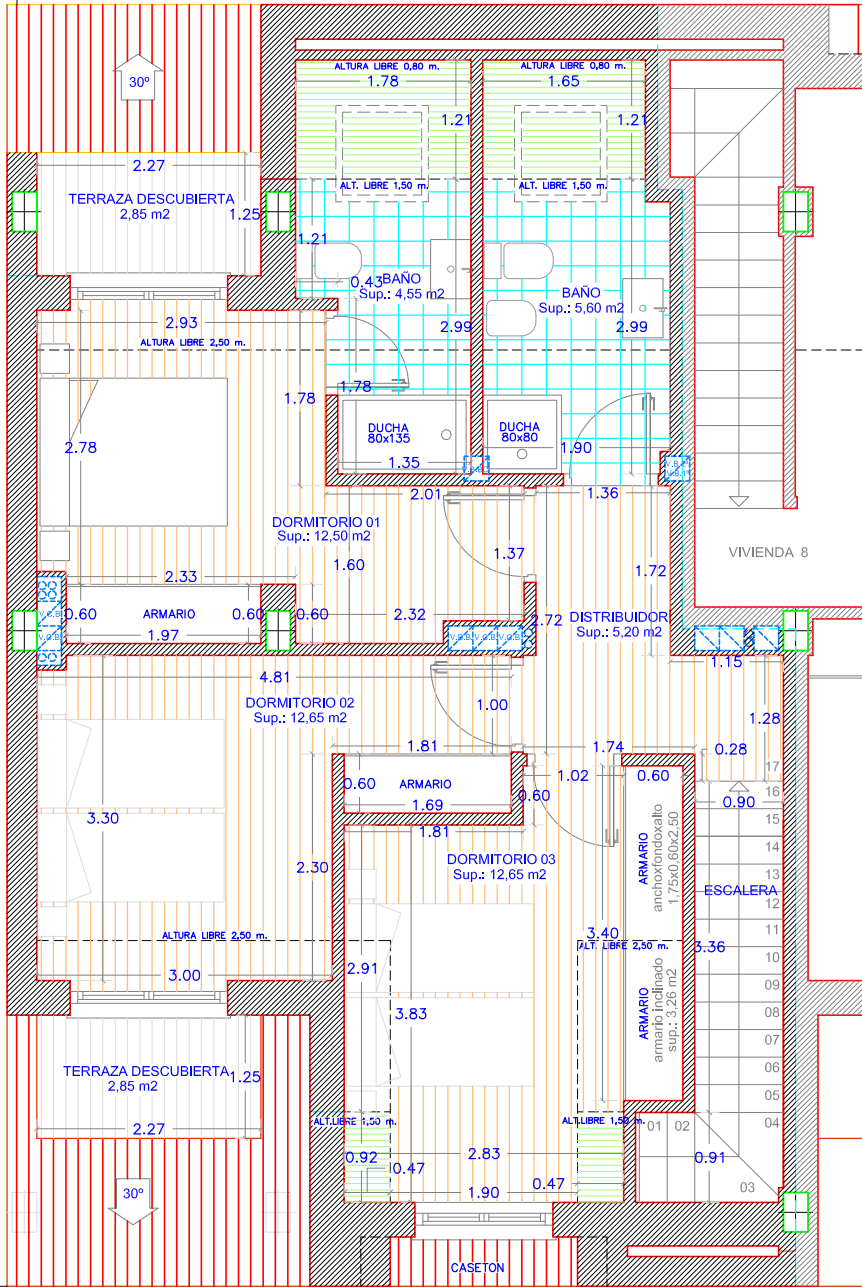 ALTURA LIBRE 0,80 m.
1.78
ALTURA LIBRE 0,80 m.
1.65
30º
1.21
1.21
2.27
TERRAZA DESCUBIERTA
2,85 m2
1.25
ALT. LIBRE 1,50 m.
ALT. LIBRE 1,50 m.
1.21
0.43
BAÑO
Sup.: 4,55 m2
BAÑO
Sup.: 5,60 m2
2.93
ALTURA LIBRE 2,50 m.
2.99
2.99
1.78
1.78
2.78
DUCHA
80x135
1.35
DUCHA
80x80
1.90
2.01
1.36
DORMITORIO 01
Sup.: 12,50 m2
1.37
1.60
1.72
VIVIENDA 8
2.33
0.60
ARMARIO
0.60
0.60
1.97
2.32
2.72
DISTRIBUIDOR
Sup.: 5,20 m2
V.G.B.
V.G.B.
V.G.B.
V.G.B.
V.G.B.
1.15
4.81
DORMITORIO 02
Sup.: 12,65 m2
1.00
1.28
1.81
1.74
0.28
0.60
ARMARIO
1.69
0.60
1.02
0.60
17
16
0.90
15
1.81
3.30
2.30
DORMITORIO 03
Sup.: 12,65 m2
ARMARIO
anchoxfondoxalto
1,75x0,60x2,50
14
13
ESCALERA
12
11
ALTURA LIBRE 2,50 m.
3.40
ALT. LIBRE 2,50 m.
3.36
10
3.00
2.91
09
3.83
ARMARIO
armario inclinado
sup.: 3,26 m2
08
07
TERRAZA DESCUBIERTA
2,85 m2
1.25
06
05
04
2.27
ALT.LIBRE 1,50 m.
ALT.LIBRE 1,50 m.
01
02
0.92
0.47
2.83
0.47
1.90
0.91
03
30º
CASETON